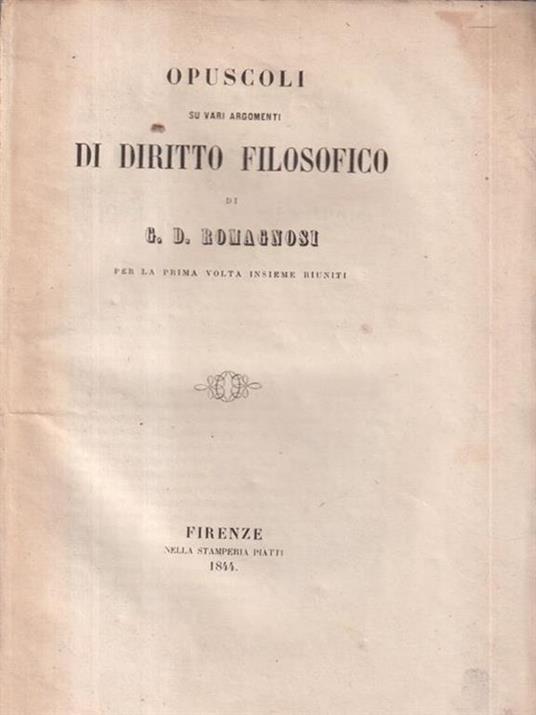 OPUSCOLI
SU VARI ARGOMENTI
DI DIRITTO FILOSOFICO
DI
G. D. ROMAGNOSI
PER LA PRIMA VOLTA INSIEME RIUNITI
FIRENZE
NELLA STAMPERIA PIATTI
1844.